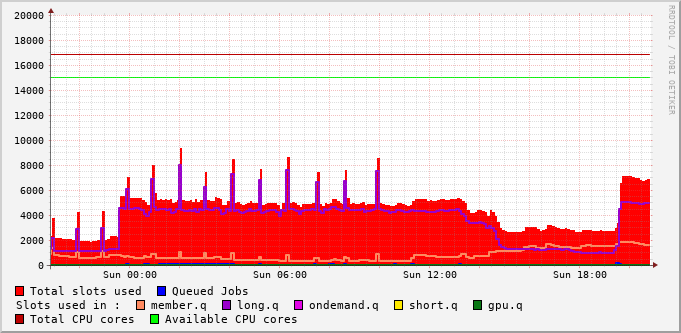 20000
18000
16000
14000
12000
10000
8000
6000
4000
2000
0
Sun 00:00 Sun 06:00 Sun 12:00 Sun 18:00
RRDTOOL / TOBI OETIKER
Total slots used Queued Jobs
Slots used in : member.q long.q ondemand.q short.q gpu.q
Total CPU cores Available CPU cores